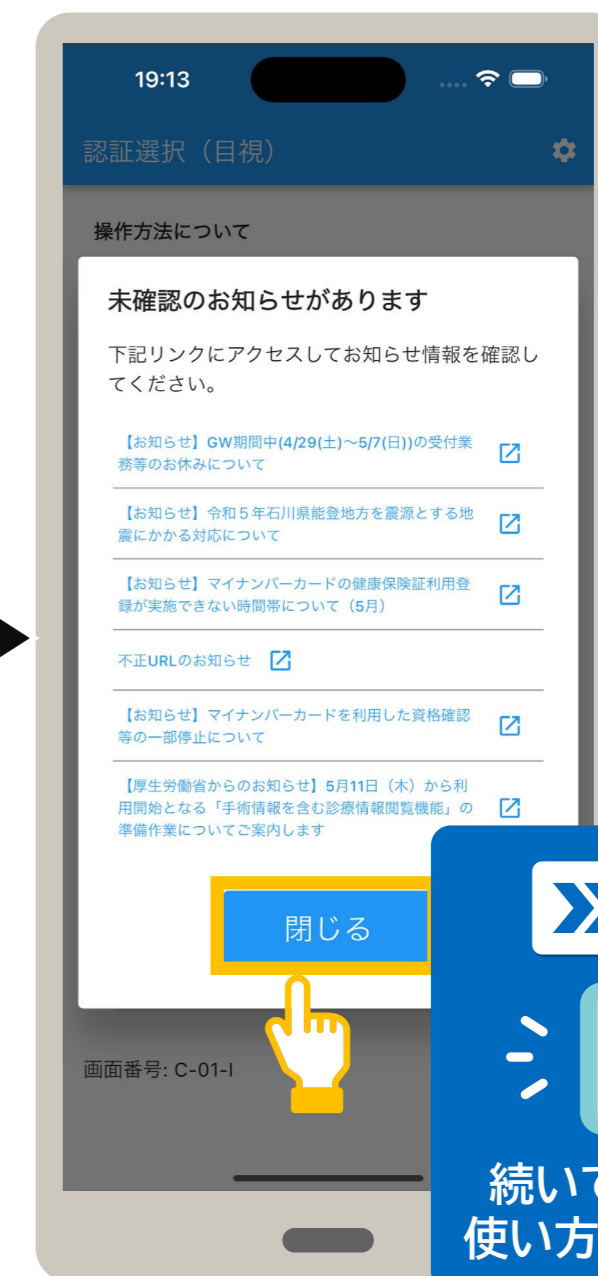 19:13
認証選択（目視）
操作方法について
未確認のお知らせがあります
下記リンクにアクセスしてお知らせ情報を確認し
てください。
【お知らせ】GW期間中(4/29(土)～5/7(日))の受付業
務等のお休みについて
【お知らせ】令和５年石川県能登地方を震源とする地
震にかかる対応について
【お知らせ】マイナンバーカードの健康保険証利用登
録が実施できない時間帯について（5月）
不正URLのお知らせ
【お知らせ】マイナンバーカードを利用した資格確認
等の一部停止について
【厚生労働省からのお知らせ】5月11日（木）から利
用開始となる「手術情報を含む診療情報閲覧機能」の
準備作業についてご案内します
閉じる
画面番号: C-01-I
続いて
使い方